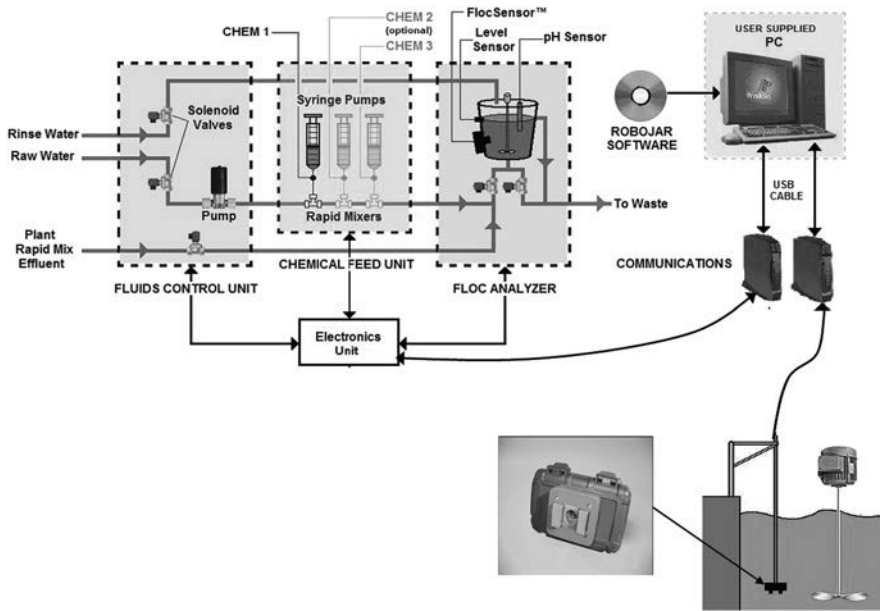 CHEM 1
CHEM 2
(optional)
CHEM 3
FlocSensor™
Level
Sensor
pH Sensor
USER SUPPLIED
PC
Syringe Pumps
Solenoid
Valves
Rinse Water
Raw Water
Pump
Rapid Mixers
To Waste
Plant
Rapid Mix
Effluent
FLUIDS CONTROL UNIT
CHEMICAL FEED UNIT
FLOC ANALYZER
Electronics
Unit
ROBOJAR
SOFTWARE
USB
CABLE
COMMUNICATIONS
Windows